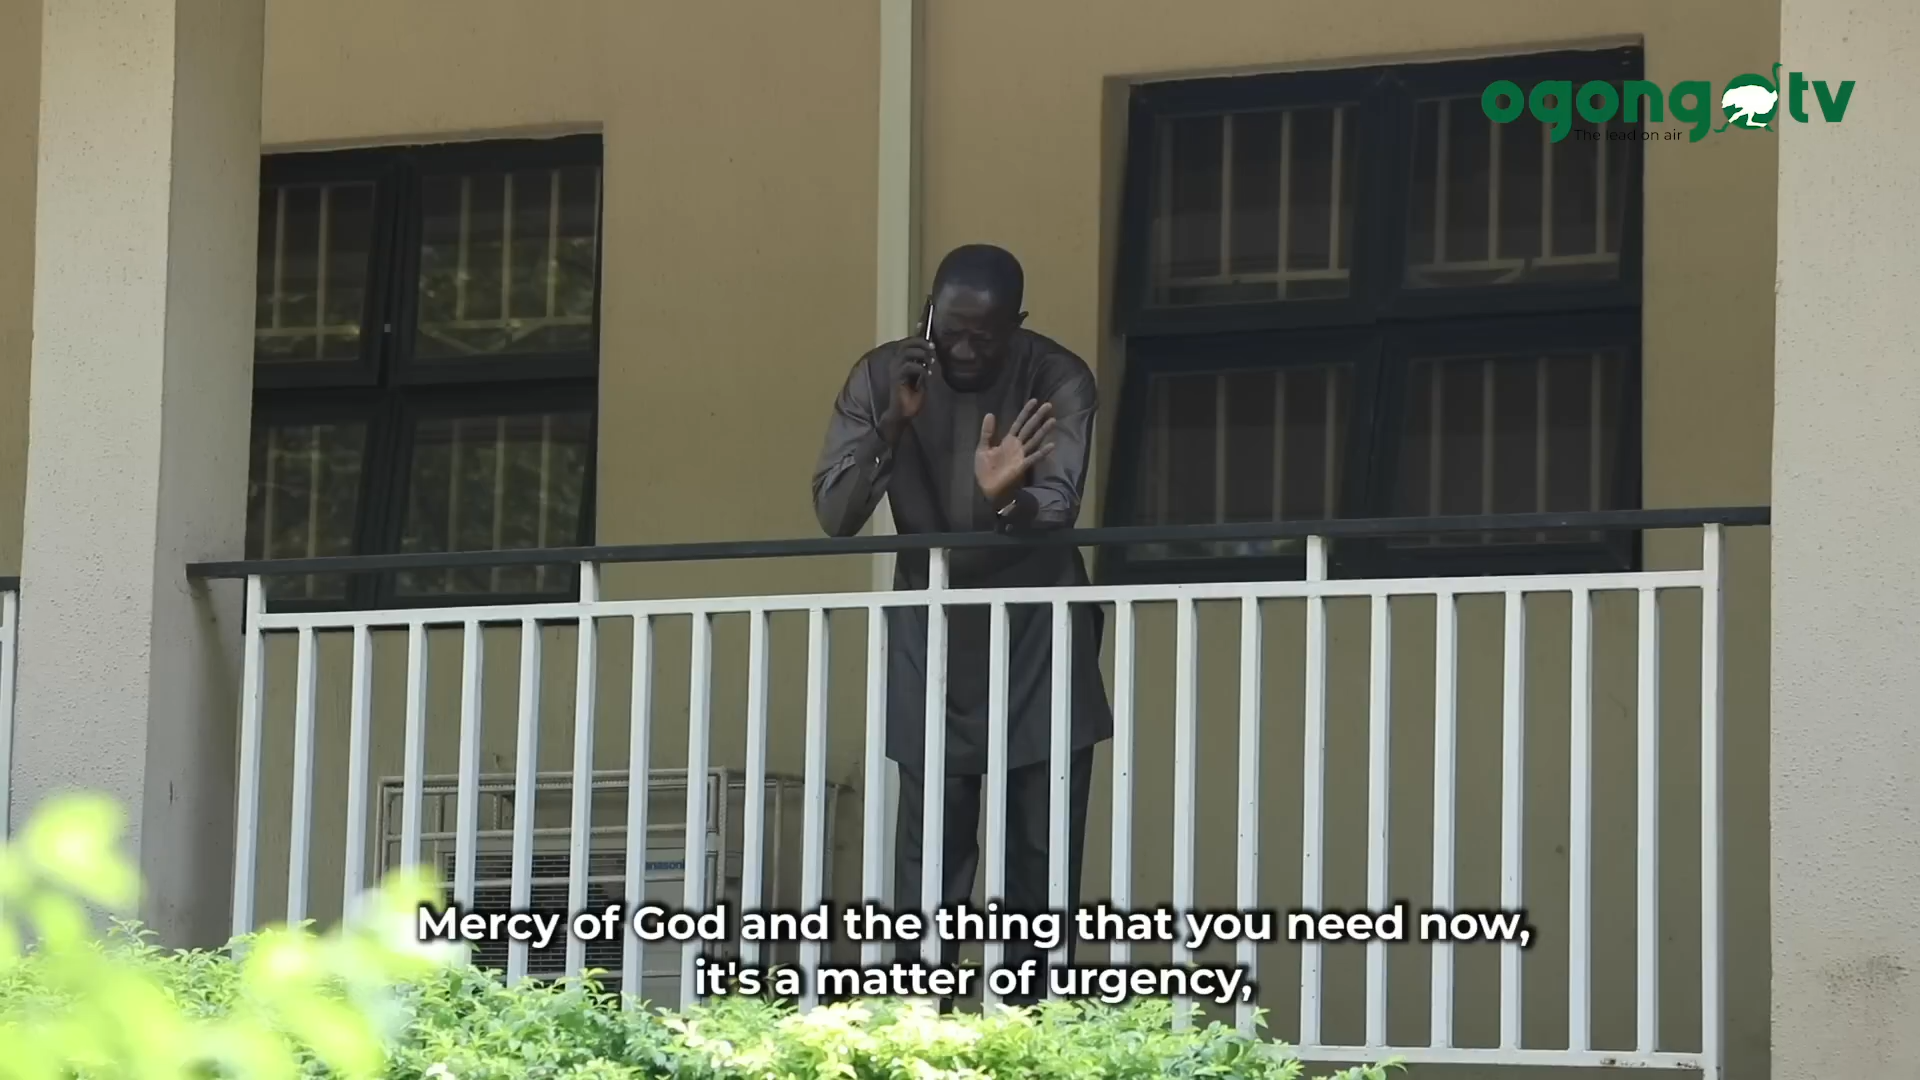 ogongotv
The lead on air
Mercy of God and the thing that you need now,
it's a matter of urgency,